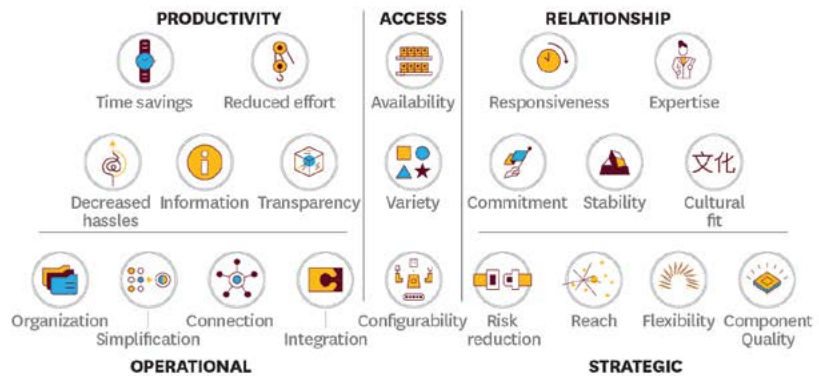 PRODUCTIVITY
ACCESS
RELATIONSHIP
Time savings
Reduced effort
Availability
Responsiveness
Expertise
文化
Decreased
hassles
Information
Transparency
Variety
Commitment
Stability
Cultural
fit
Organization
Simplification
Connection
Integration
Configurability
Risk
reduction
Reach
Flexibility
Component
Quality
OPERATIONAL
STRATEGIC